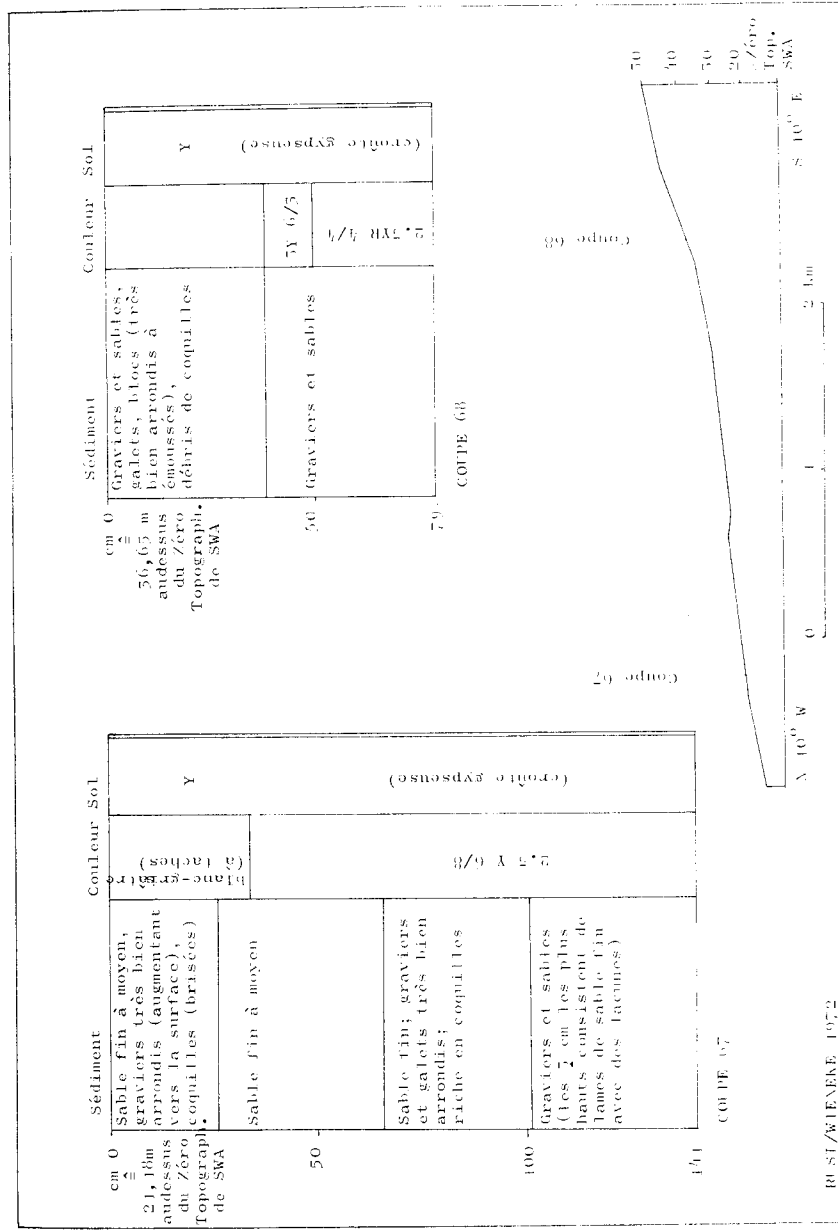 Sédiment
Couleur Sol
cm 0
≙
21,18m
audessus
du Zéro
Topograph.
de SWA
50
100
141
Sable fin à moyen,
graviers très bien
arrondis (augmentant
vers la surface),
coquilles (brisées)
Sable fin à moyen
Sable fin; graviers
et galets très bien
arrondis;
riche en coquilles
Graviers et sables
(les 2 cm les plus
hauts consistent de
lames de sable fin
avec des lacunes)
blanc-grisâtre
(à taches)
2.5 Y 6/8
Y
(croûte gypseuse)
COUPE 67
Sédiment
Couleur Sol
cm 0
≙
36,65 m
audessus
du Zéro
Topograph.
de SWA
50
79
Graviers et sables,
galets, blocs (très
bien arrondis à
émoussés),
débris de coquilles
Graviers et sables
5Y 6/3
2.5YR 4/4
Y
(croûte gypseuse)
COUPE 68
Coupe 67
Coupe 68
50
40
30
20
Zéro
Top.
SWA
N 10° W
S 10° E
0
1
2 km
RUST/WIENEKE 1972